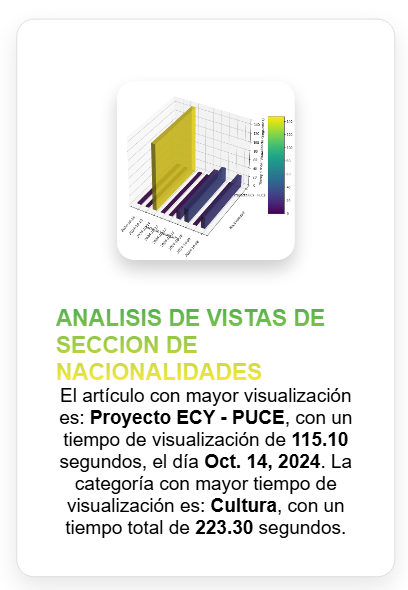 ANALISIS DE VISTAS DE
SECCION DE
NACIONALIDADES
El artículo con mayor visualización
es: Proyecto ECY - PUCE, con un
tiempo de visualización de 115.10
segundos, el día Oct. 14, 2024. La
categoría con mayor tiempo de
visualización es: Cultura, con un
tiempo total de 223.30 segundos.